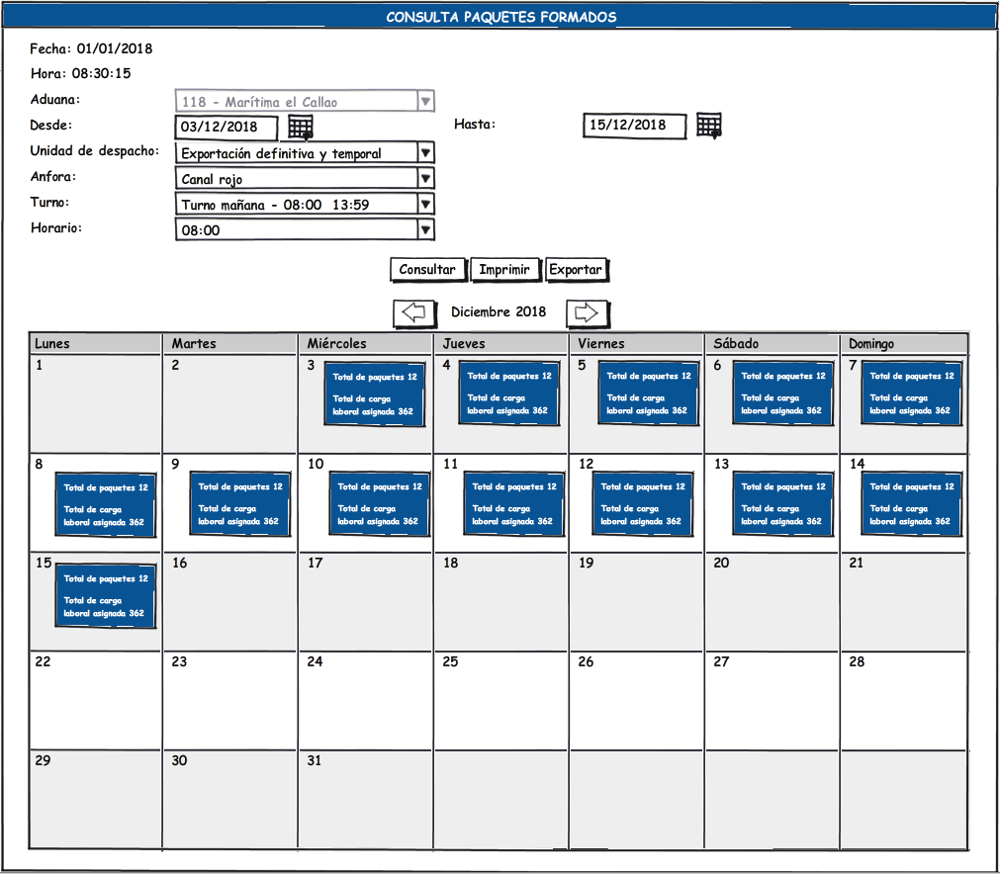 CONSULTA PAQUETES FORMADOS
Fecha: 01/01/2018
Hora: 08:30:15
Aduana: 118 - Marítima el Callao
Desde: 03/12/2018 Hasta: 15/12/2018
Unidad de despacho: Exportación definitiva y temporal
Anfora: Canal rojo
Turno: Turno mañana - 08:00 13:59
Horario: 08:00
Consultar Imprimir Exportar
Diciembre 2018
Lunes Martes Miércoles Jueves Viernes Sábado Domingo
1 2 3 4 5 6 7
Total de paquetes 12 Total de paquetes 12 Total de paquetes 12 Total de paquetes 12 Total de paquetes 12
Total de carga Total de carga Total de carga Total de carga Total de carga
laboral asignada 362 laboral asignada 362 laboral asignada 362 laboral asignada 362 laboral asignada 362
8 9 10 11 12 13 14
Total de paquetes 12 Total de paquetes 12 Total de paquetes 12 Total de paquetes 12 Total de paquetes 12 Total de paquetes 12 Total de paquetes 12
Total de carga Total de carga Total de carga Total de carga Total de carga Total de carga Total de carga
laboral asignada 362 laboral asignada 362 laboral asignada 362 laboral asignada 362 laboral asignada 362 laboral asignada 362 laboral asignada 362
15 16 17 18 19 20 21
Total de paquetes 12
Total de carga
laboral asignada 362
22 23 24 25 26 27 28
29 30 31